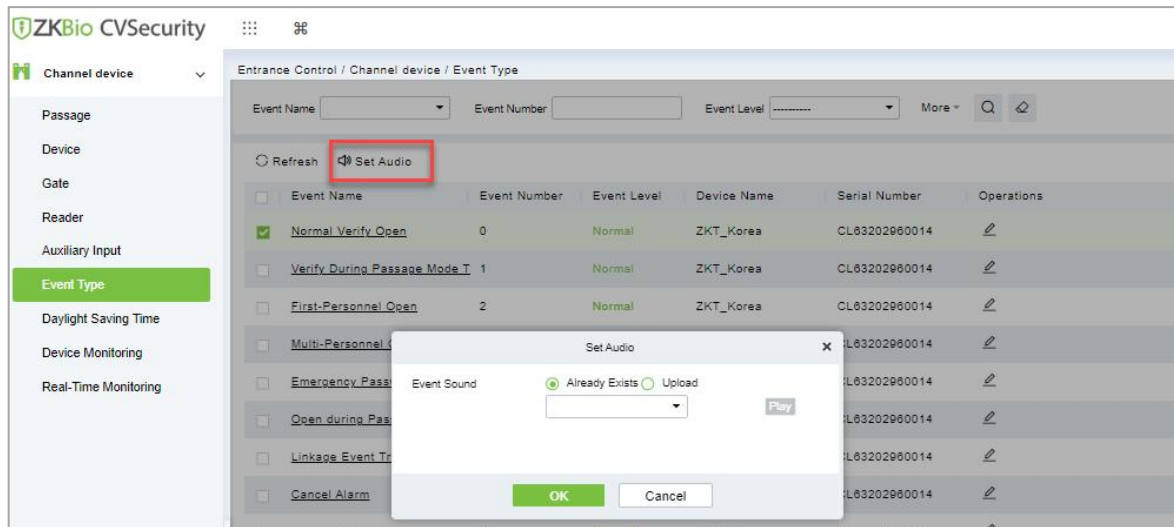 ZKBio CVSecurity
Channel device
Entrance Control / Channel device / Event Type
Passage
Device
Gate
Reader
Auxiliary Input
Event Type
Daylight Saving Time
Device Monitoring
Real-Time Monitoring
Event Name Event Number Event Level ---------- More
Refresh Set Audio
Event Name Event Number Event Level Device Name Serial Number Operations
Normal Verify Open 0 Normal ZKT_Korea CL63202960014
Verify During Passage Mode T 1 Normal ZKT_Korea CL63202960014
First-Personnel Open 2 Normal ZKT_Korea CL63202960014
Multi-Personnel L63202960014
Emergency Pass L63202960014
Open during Pas L63202960014
Linkage Event Tr L63202960014
Cancel Alarm L63202960014
Set Audio
Event Sound Already Exists Upload
Play
OK Cancel